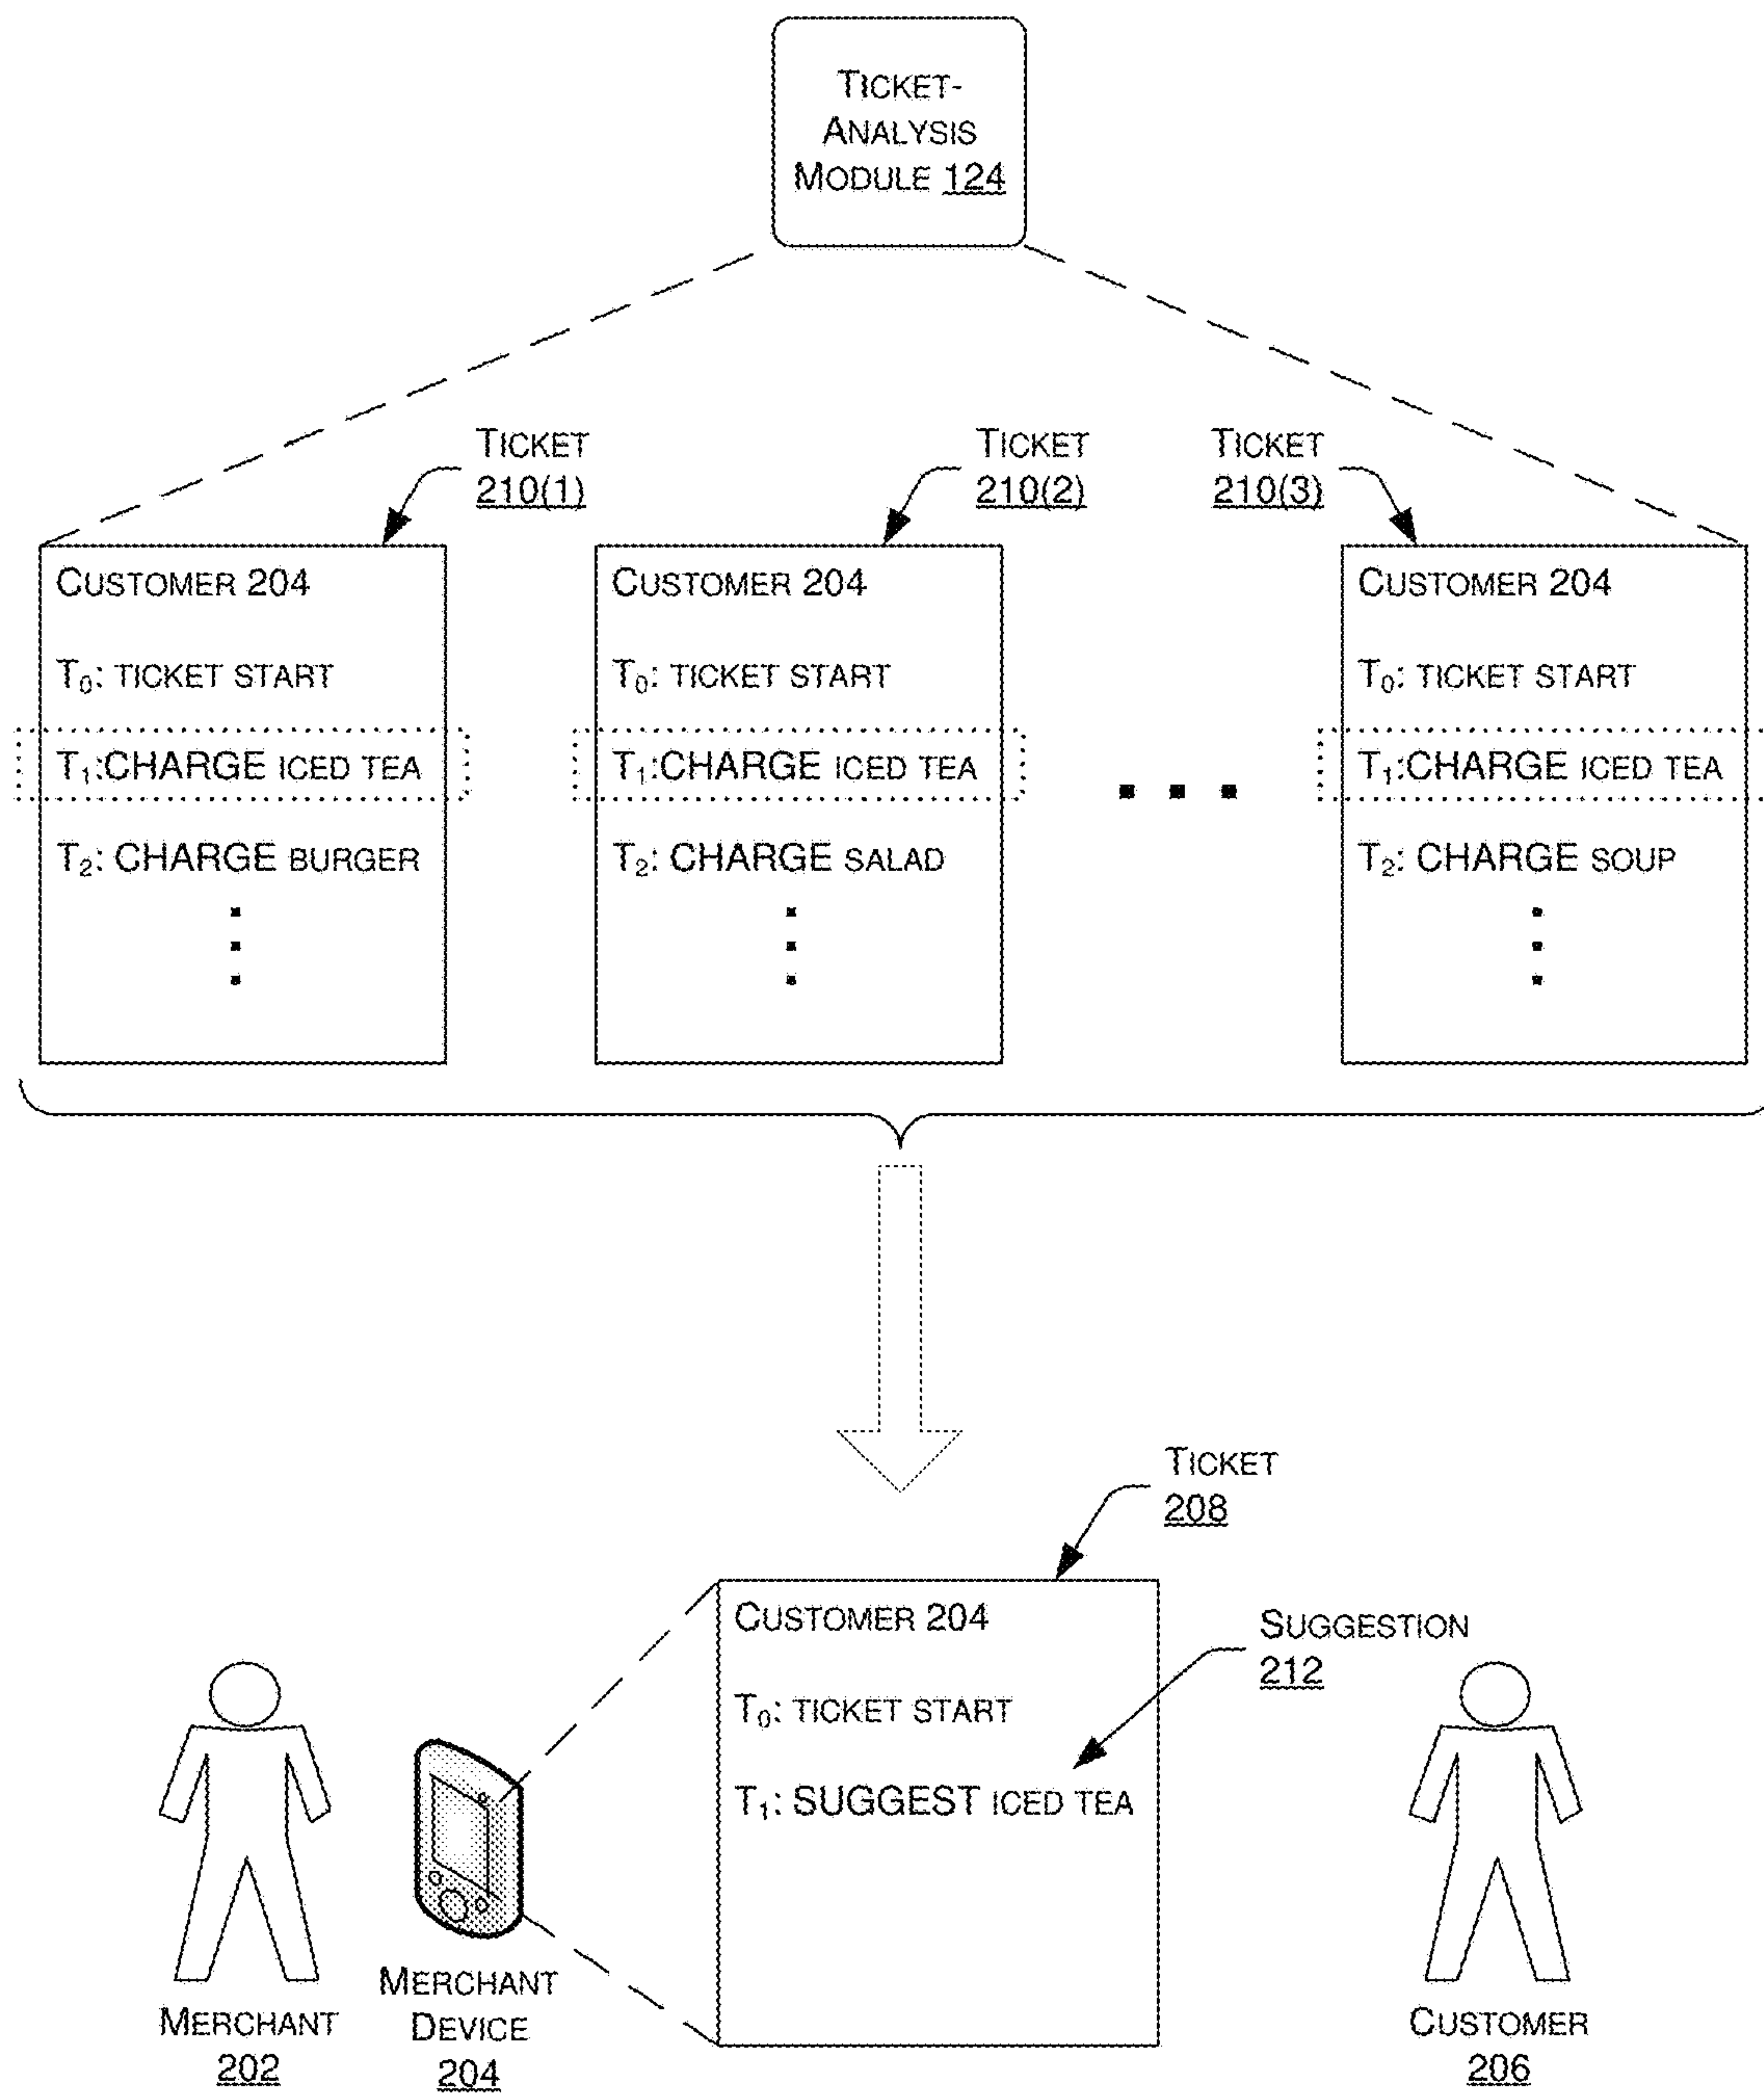 TICKET-
ANALYSIS
MODULE 124
TICKET
210(1)
TICKET
210(2)
TICKET
210(3)
CUSTOMER 204
T0: TICKET START
T1:CHARGE ICED TEA
T2: CHARGE BURGER
CUSTOMER 204
T0: TICKET START
T1:CHARGE ICED TEA
T2: CHARGE SALAD
CUSTOMER 204
T0: TICKET START
T1:CHARGE ICED TEA
T2: CHARGE SOUP
TICKET
208
CUSTOMER 204
T0: TICKET START
T1: SUGGEST ICED TEA
SUGGESTION
212
MERCHANT
202
MERCHANT
DEVICE
204
CUSTOMER
206